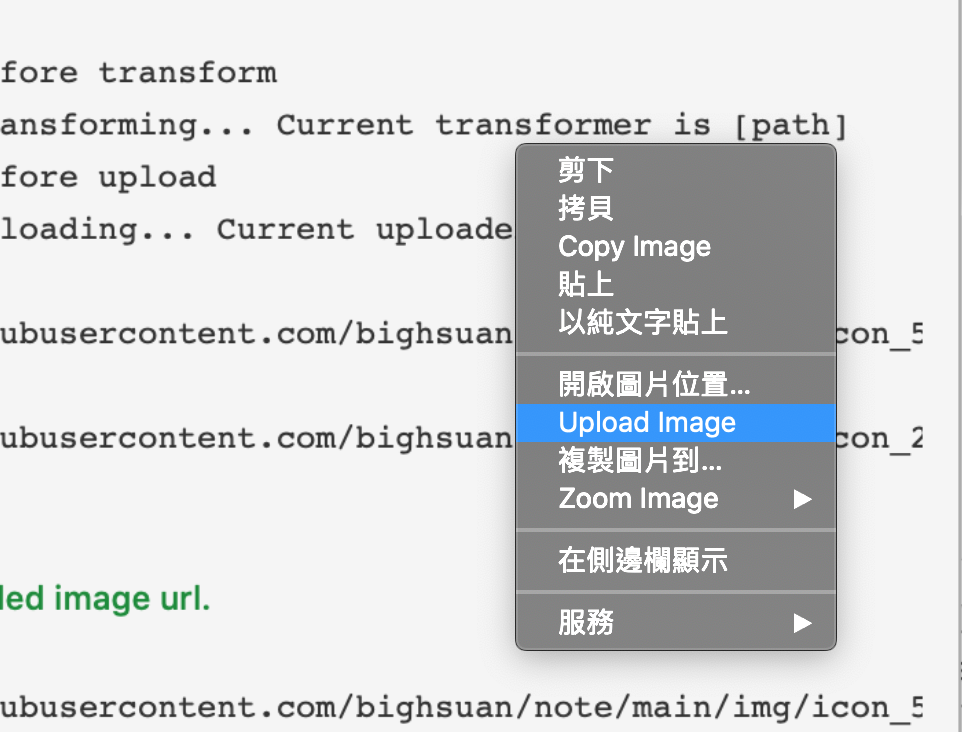 fore transform
ansforming... Current transformer is [path]
fore upload
loading... Current uploade
ubusercontent.com/bighsuan
con_5
ubusercontent.com/bighsuan
con_2
led image url.
ubusercontent.com/bighsuan/note/main/img/icon_5
剪下
拷貝
Copy Image
貼上
以純文字貼上
開啟圖片位置...
Upload Image
複製圖片到...
Zoom Image
在側邊欄顯示
服務